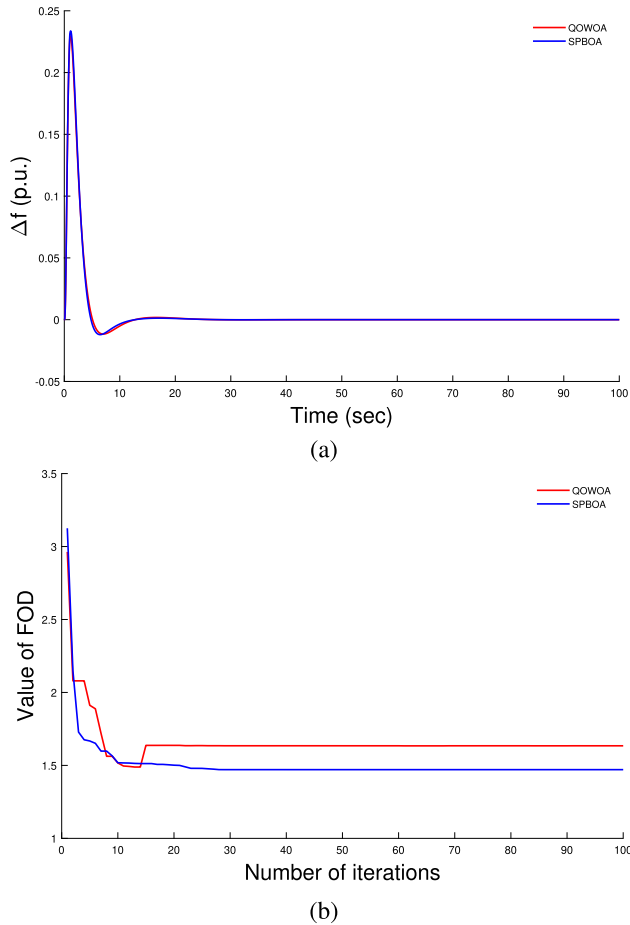 0.25
QOWOA
SPBOA
0.2
0.15
0.1
0.05
0
-0.05
Δf (p.u.)
0 10 20 30 40 50 60 70 80 90 100
Time (sec)
(a)
3.5
QOWOA
SPBOA
3
2.5
2
1.5
1
Value of FOD
0 10 20 30 40 50 60 70 80 90 100
Number of iterations
(b)